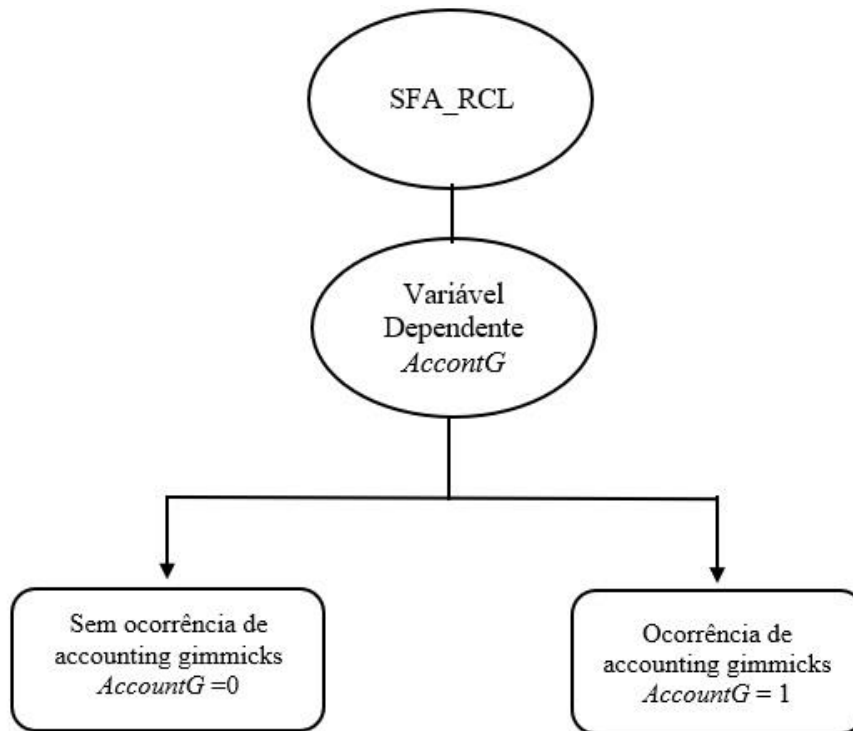 SFA_RCL
Variável
Dependente
AccontG
Sem ocorrência de
accounting gimmicks
AccountG =0
Ocorrência de
accounting gimmicks
AccountG = 1